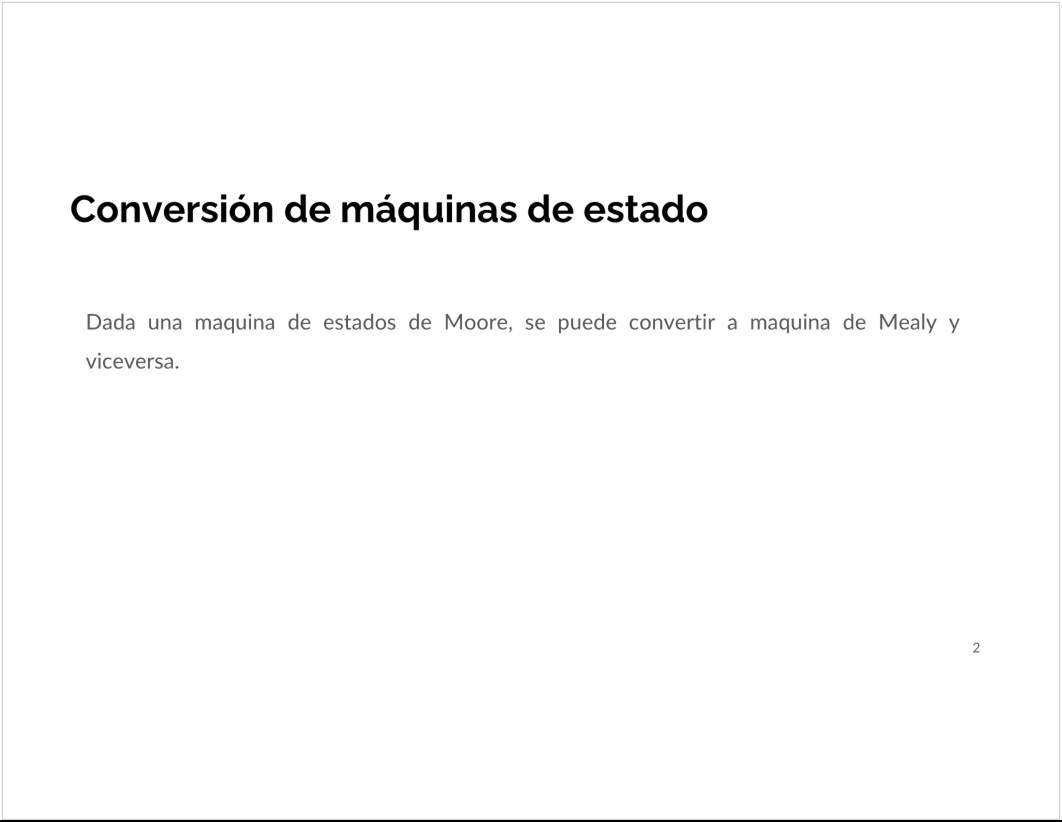 Conversión de máquinas de estado
Dada una maquina de estados de Moore, se puede convertir a maquina de Mealy y
viceversa.
2